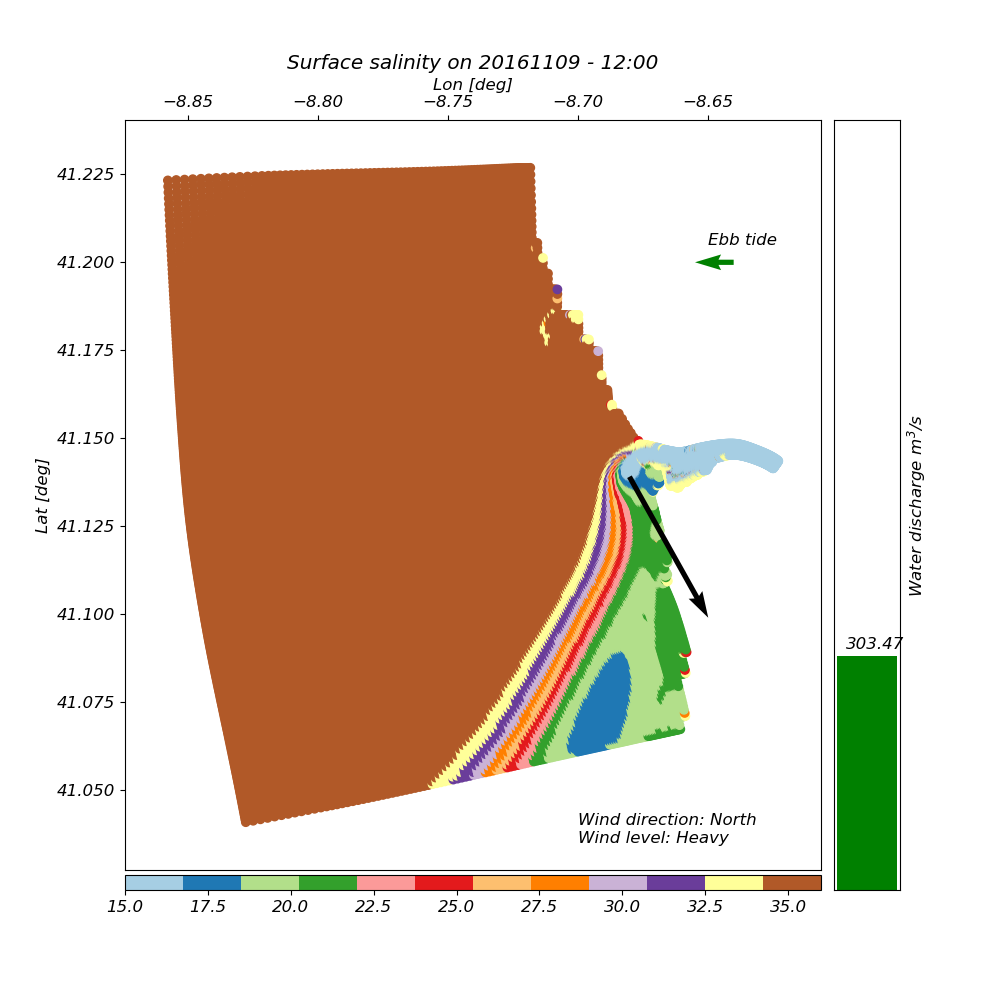 Surface salinity on 20161109 - 12:00
Lon [deg]
−8.85 −8.80 −8.75 −8.70 −8.65
41.225
41.200
41.175
41.150
41.125
41.100
41.075
41.050
Lat [deg]
Ebb tide
Water discharge m³/s
303.47
Wind direction: North
Wind level: Heavy
15.0 17.5 20.0 22.5 25.0 27.5 30.0 32.5 35.0